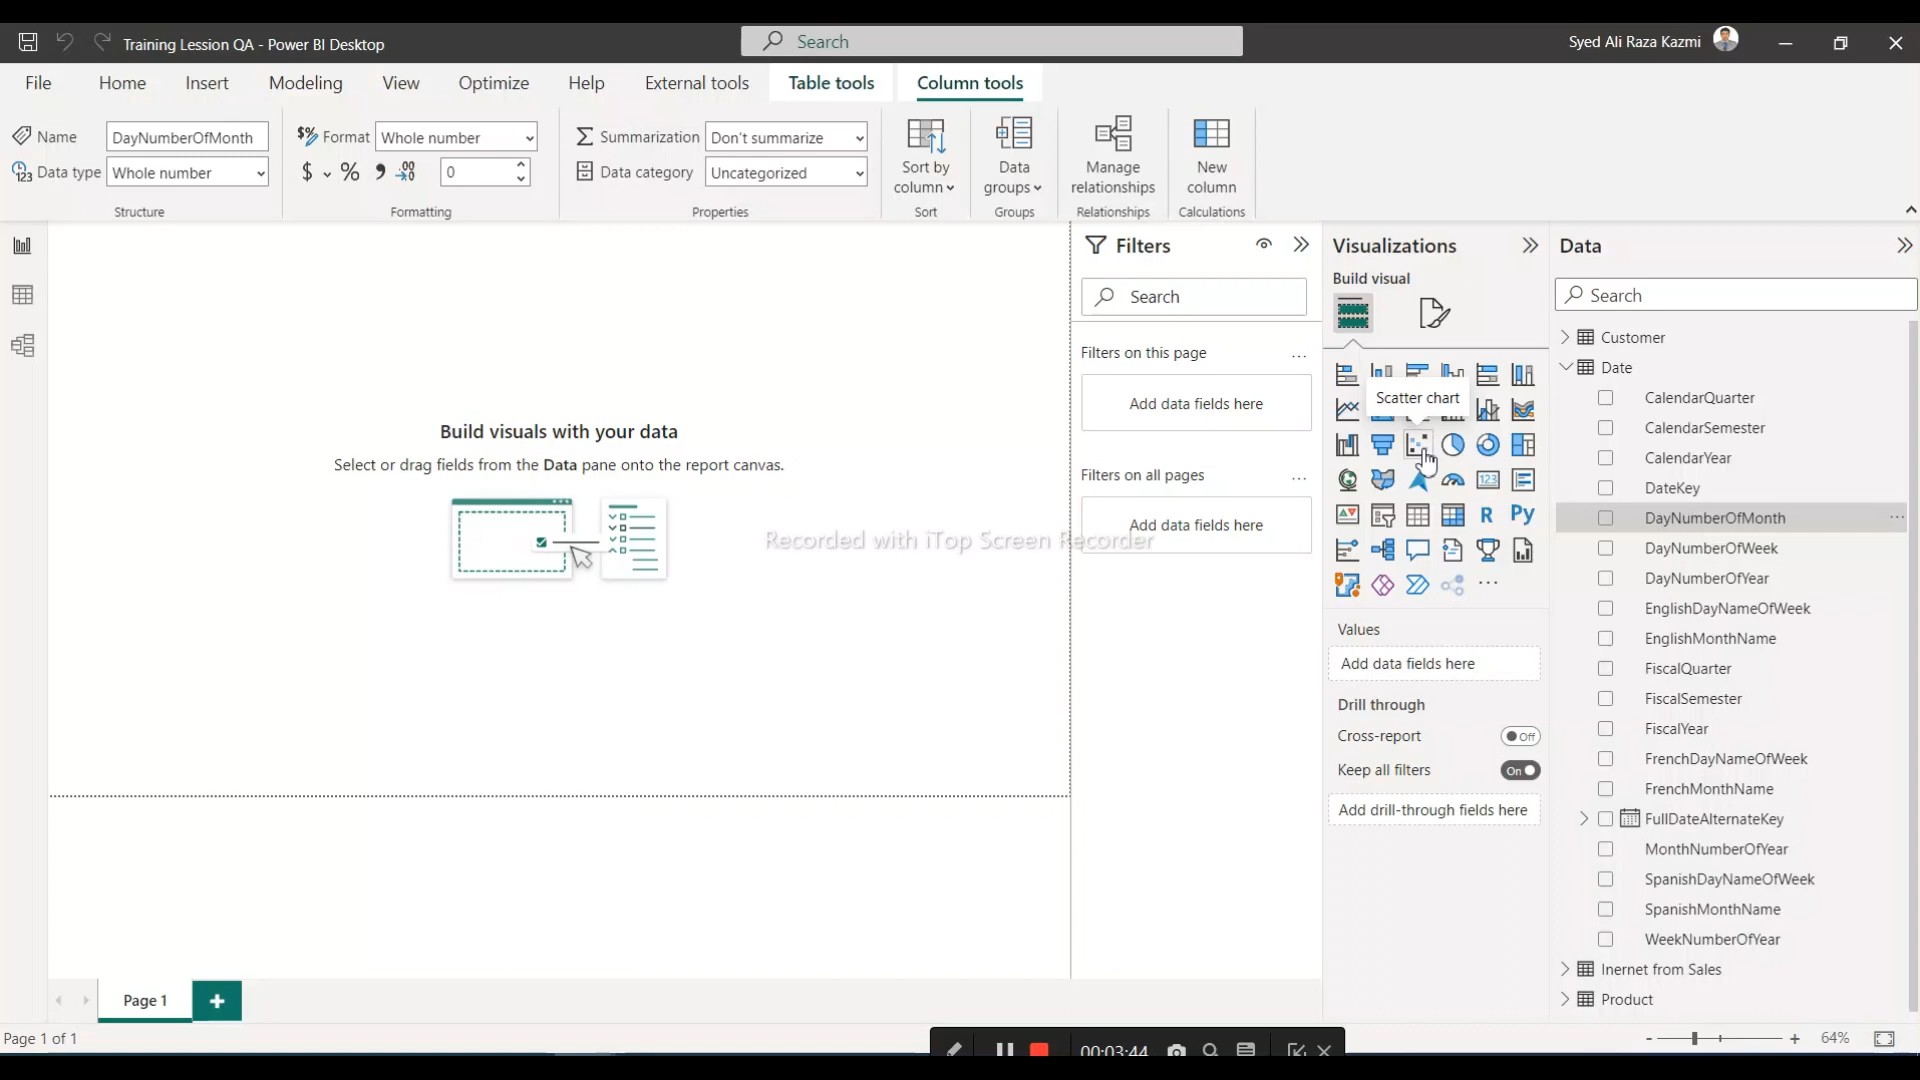 Training Lession QA - Power BI Desktop
Search
Syed Ali Raza Kazmi
File Home Insert Modeling View Optimize Help External tools Table tools Column tools
Name DayNumberOfMonth
Data type Whole number
Structure
Format Whole number
$ % 0
Formatting
Summarization Don't summarize
Data category Uncategorized
Properties
Sort by
column
Sort
Data
groups
Groups
Manage
relationships
Relationships
New
column
Calculations
Build visuals with your data
Select or drag fields from the Data pane onto the report canvas.
Recorded with iTop Screen Recorder
Filters
Search
Filters on this page ...
Add data fields here
Filters on all pages ...
Add data fields here
Visualizations
Build visual
Scatter chart
123
R Py
...
Values
Add data fields here
Drill through
Cross-report Off
Keep all filters On
Add drill-through fields here
Data
Search
Customer
Date
CalendarQuarter
CalendarSemester
CalendarYear
DateKey
DayNumberOfMonth ...
DayNumberOfWeek
DayNumberOfYear
EnglishDayNameOfWeek
EnglishMonthName
FiscalQuarter
FiscalSemester
FiscalYear
FrenchDayNameOfWeek
FrenchMonthName
FullDateAlternateKey
MonthNumberOfYear
SpanishDayNameOfWeek
SpanishMonthName
WeekNumberOfYear
Inernet from Sales
Product
Page 1 +
Page 1 of 1
00:03:44
- + 64%